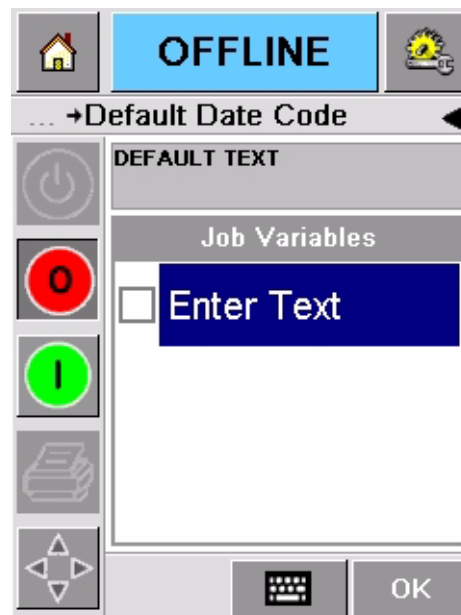 OFFLINE
... →Default Date Code
DEFAULT TEXT
Job Variables
O
Enter Text
I
OK